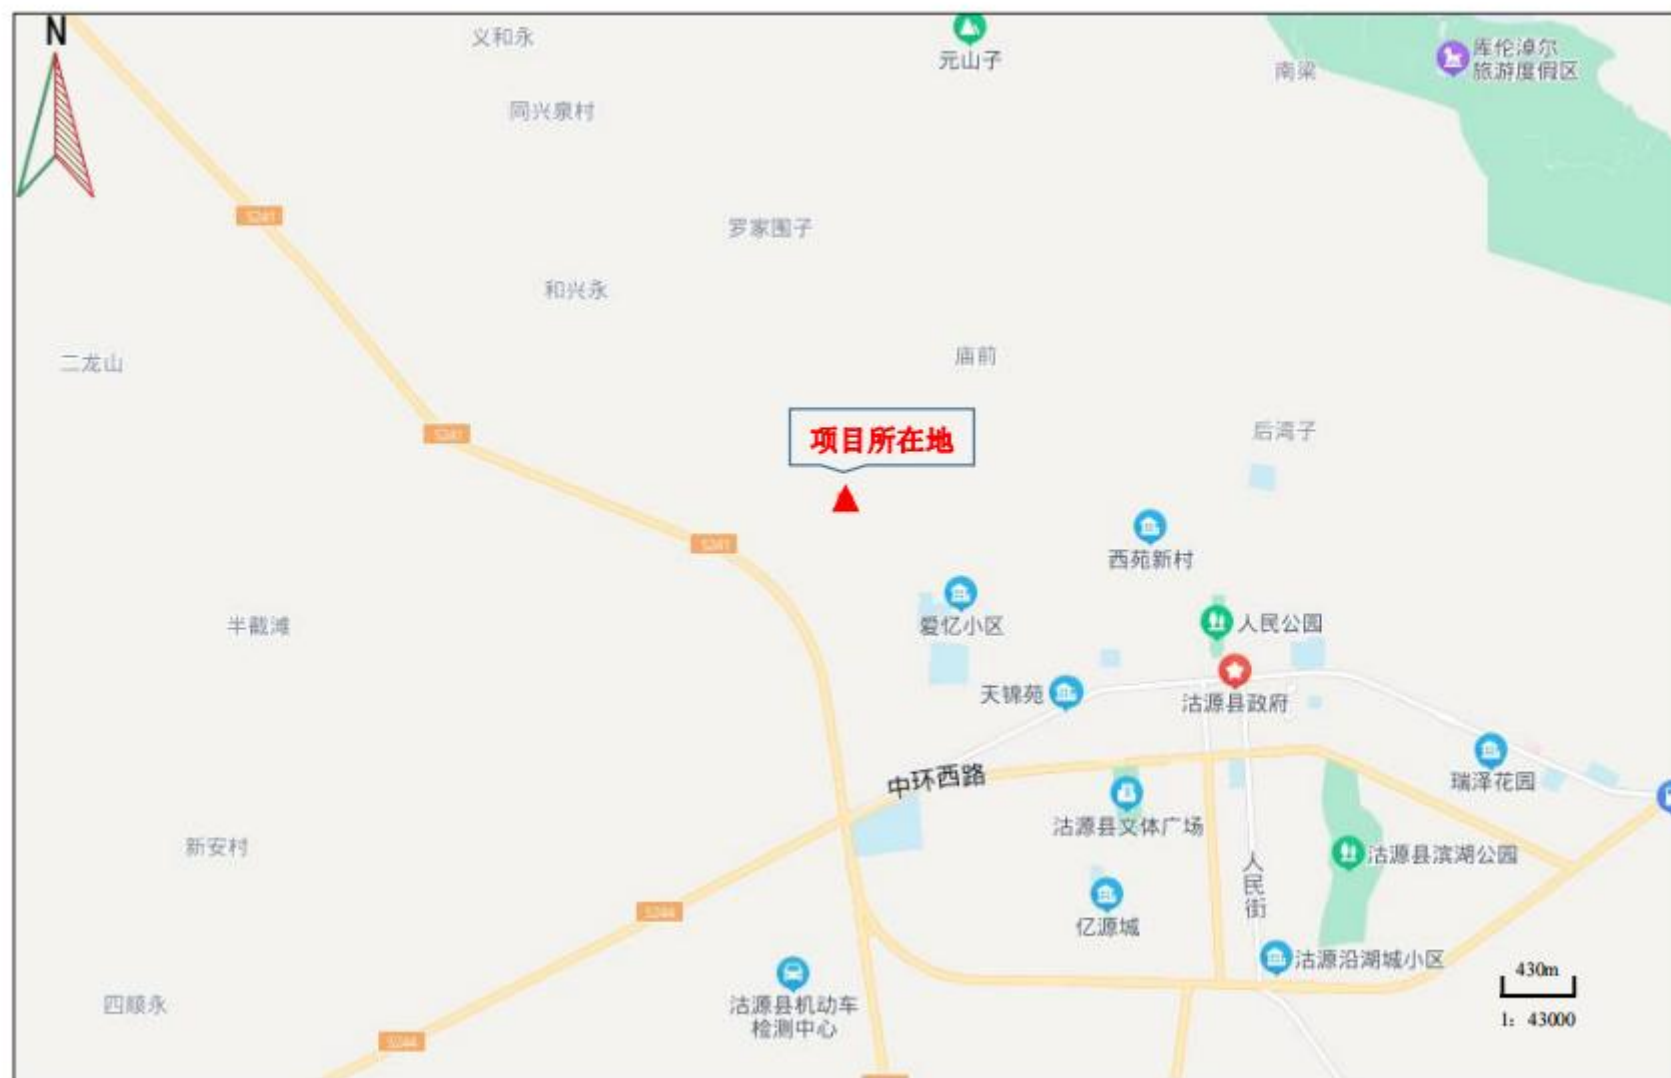 N
义和永
元山子
南梁
库伦淖尔
旅游度假区
同兴泉村
S241
罗家围子
和兴永
二龙山
庙前
S241
项目所在地
后湾子
S241
西苑新村
爱忆小区
人民公园
半截滩
天锦苑
沽源县政府
中环西路
瑞泽花园
沽源县文体广场
新安村
沽源县滨湖公园
人民街
S244
亿源城
沽源沿湖城小区
430m
沽源县机动车
检测中心
四顺永
1: 43000
S244